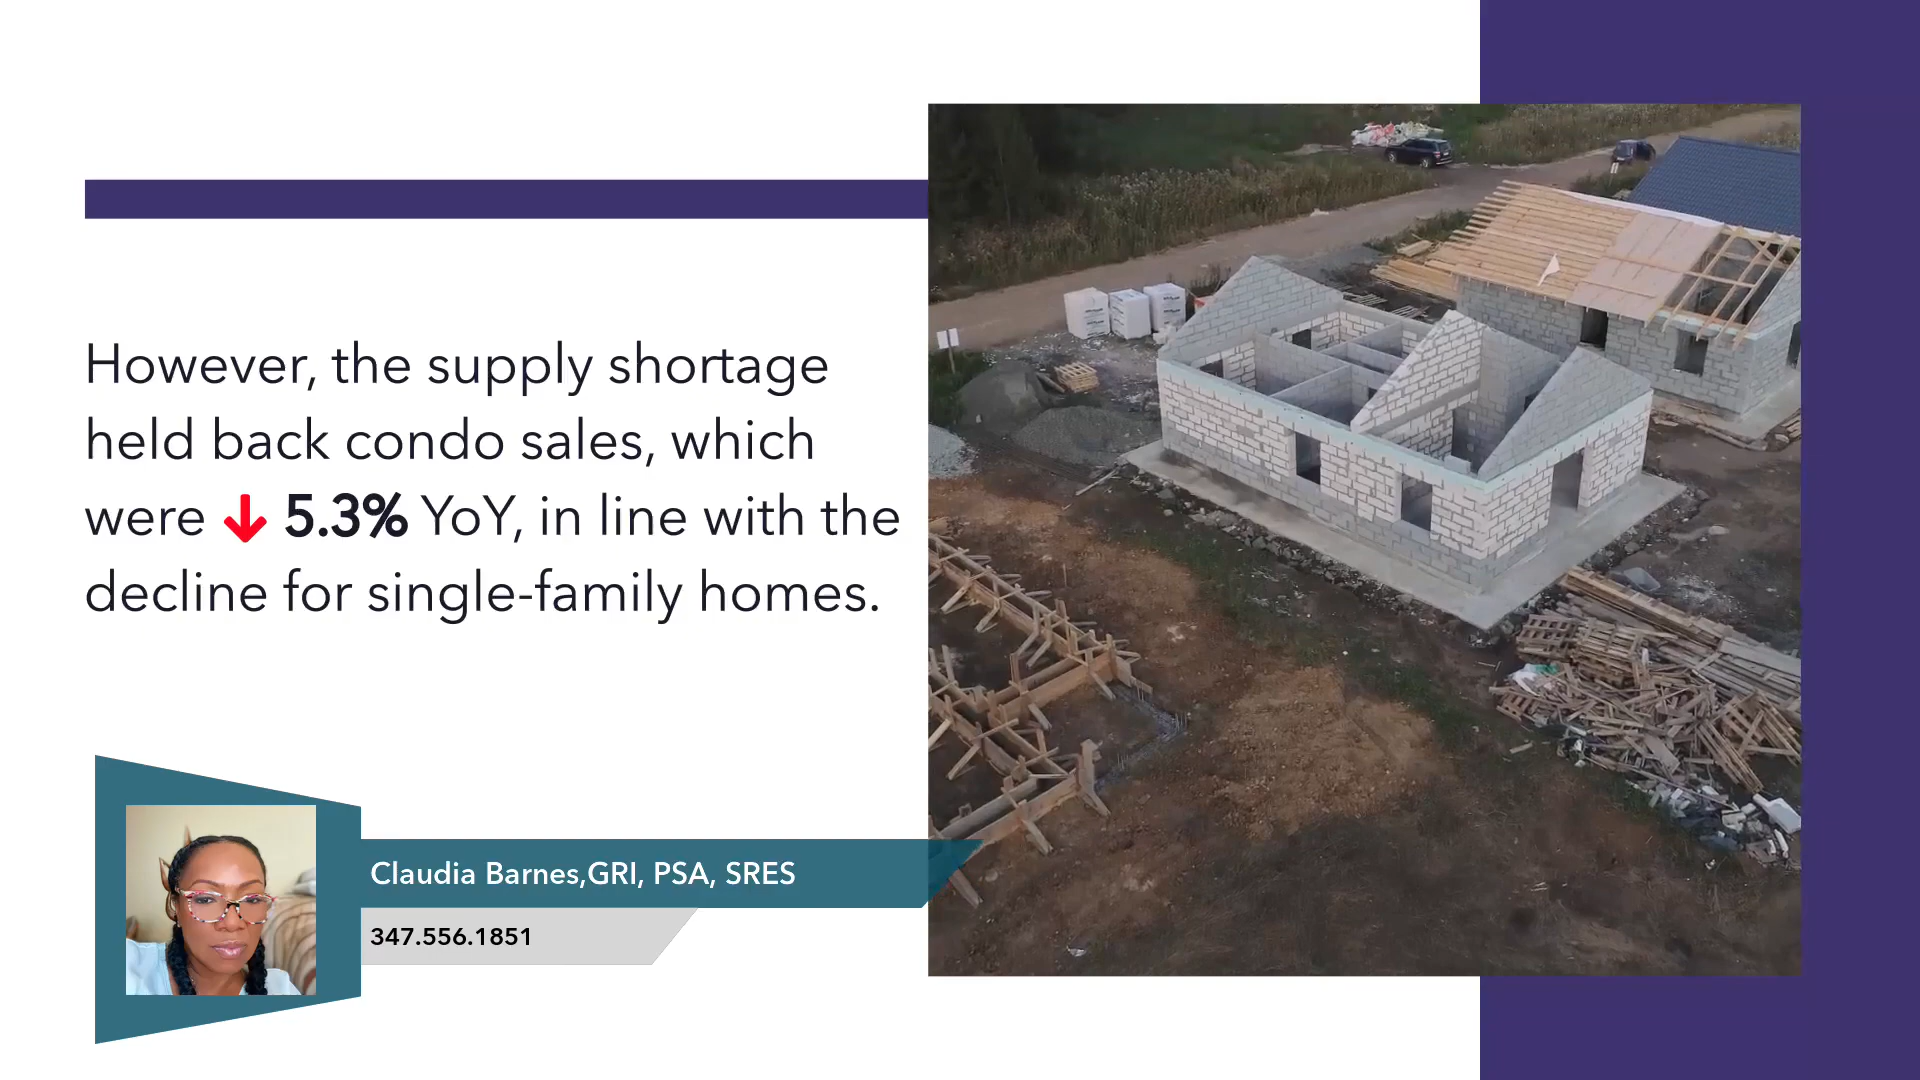 However, the supply shortage
held back condo sales, which
were ↓ 5.3% YoY, in line with the
decline for single-family homes.
Claudia Barnes,GRI, PSA, SRES
347.556.1851